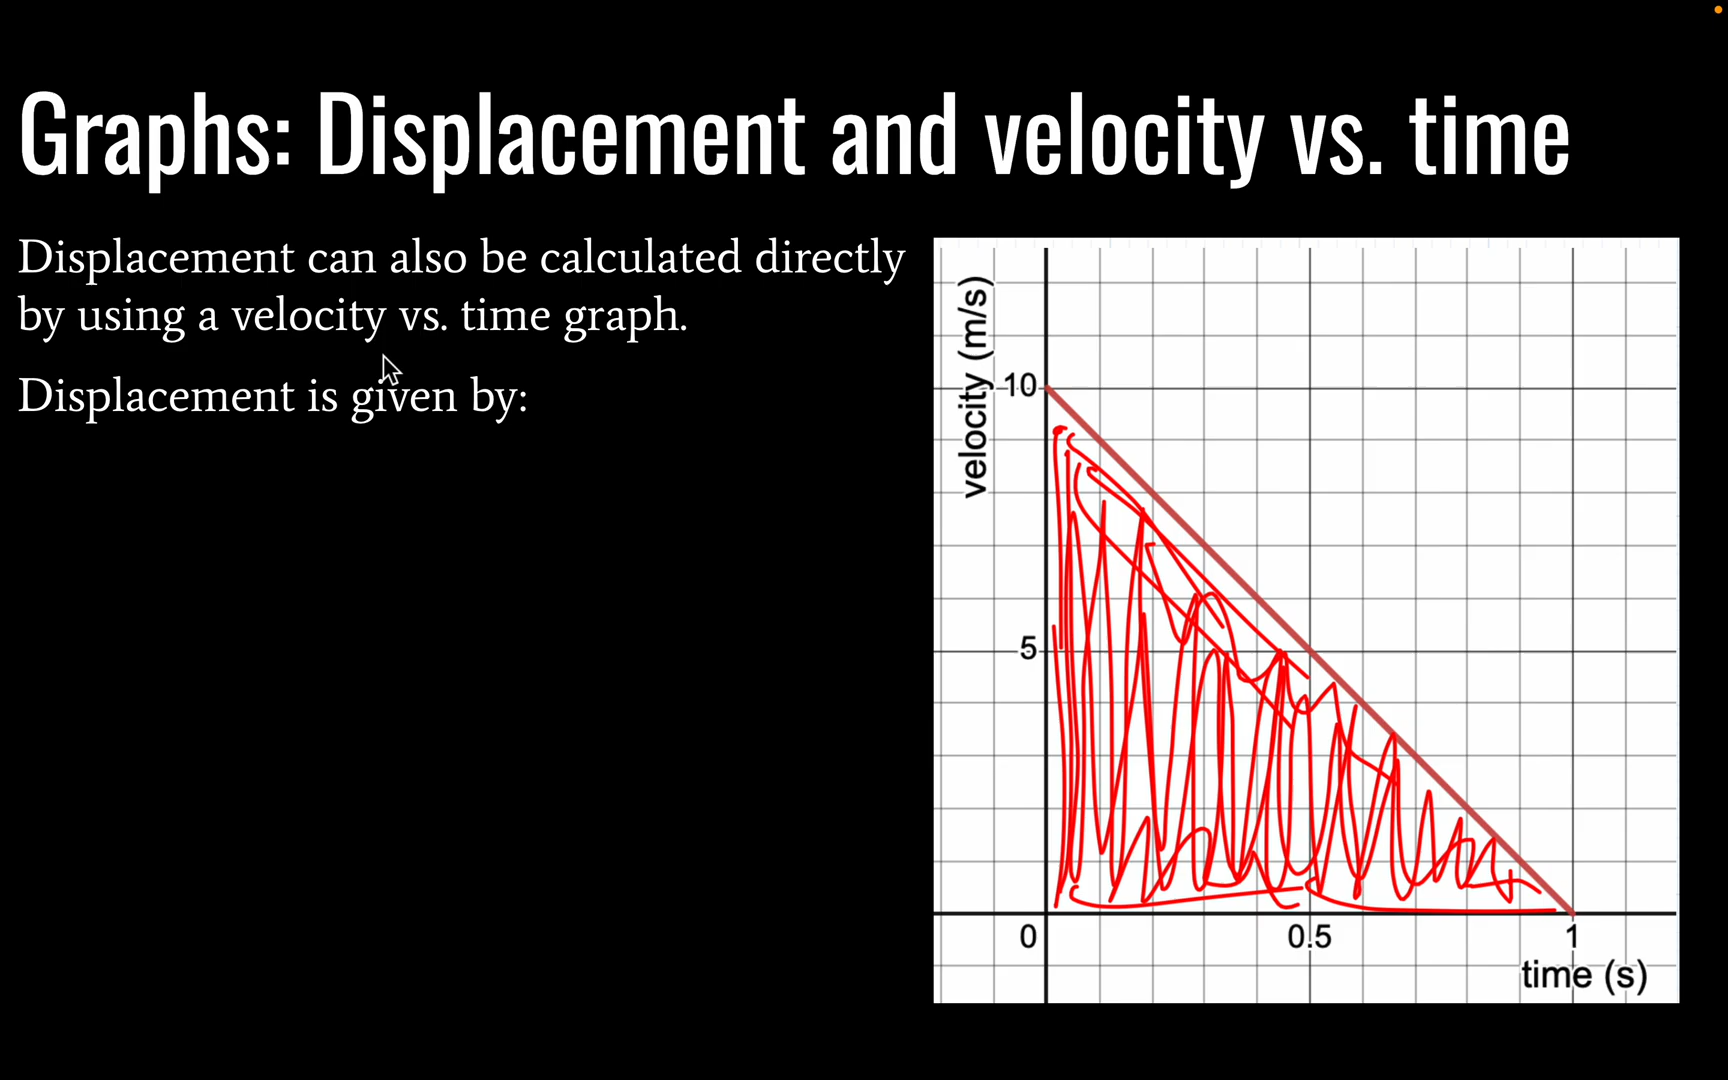 Graphs: Displacement and velocity vs. time
Displacement can also be calculated directly
by using a velocity vs. time graph.
Displacement is given by:
velocity (m/s)
10
5
0
0.5
1
time (s)